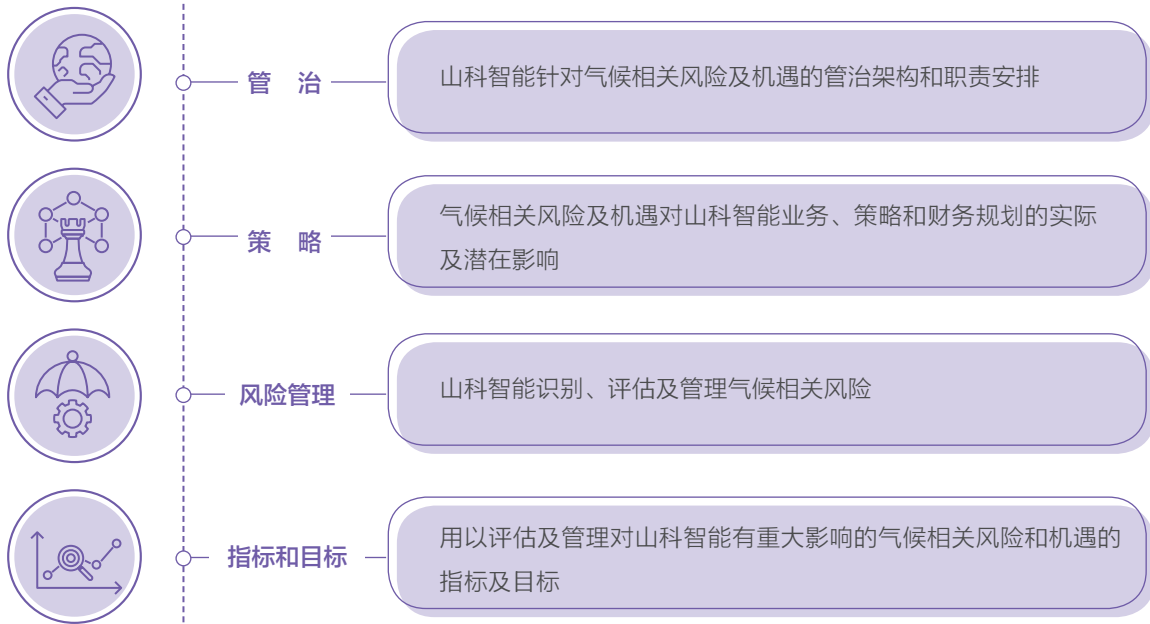 管 治
山科智能针对气候相关风险及机遇的管治架构和职责安排
策 略
气候相关风险及机遇对山科智能业务、策略和财务规划的实际
及潜在影响
风险管理
山科智能识别、评估及管理气候相关风险
指标和目标
用以评估及管理对山科智能有重大影响的气候相关风险和机遇的
指标及目标